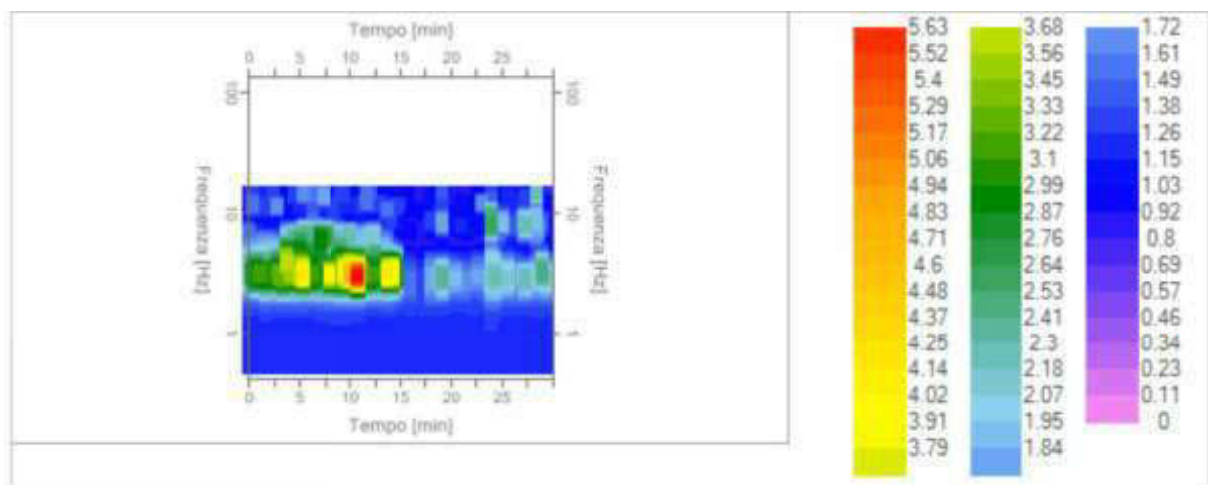 Tempo [min]
0 5 10 15 20 25
100 100
Frequenza [Hz] Frequenza [Hz]
10 10
1 1
0 5 10 15 20 25
Tempo [min]
5.63 3.68 1.72
5.52 3.56 1.61
5.4 3.45 1.49
5.29 3.33 1.38
5.17 3.22 1.26
5.06 3.1 1.15
4.94 2.99 1.03
4.83 2.87 0.92
4.71 2.76 0.8
4.6 2.64 0.69
4.48 2.53 0.57
4.37 2.41 0.46
4.25 2.3 0.34
4.14 2.18 0.23
4.02 2.07 0.11
3.91 1.95 0
3.79 1.84